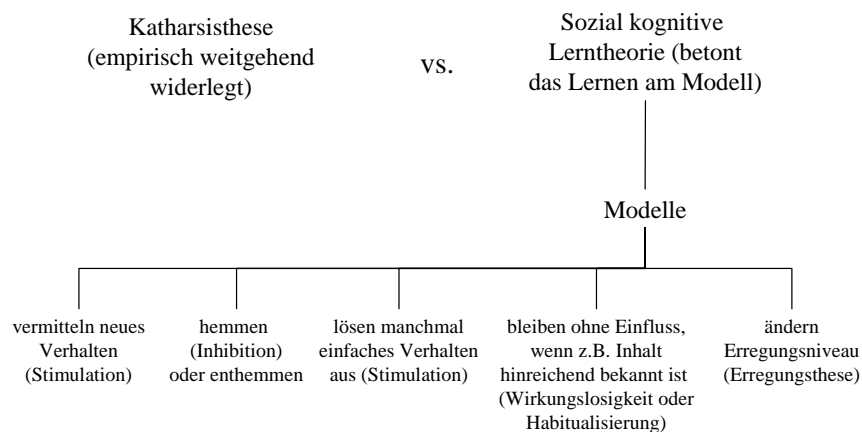 Katharsisthese
(empirisch weitgehend
widerlegt)
vs.
Sozial kognitive
Lerntheorie (betont
das Lernen am Modell)
Modelle
vermitteln neues
Verhalten
(Stimulation)
hemmen
(Inhibition)
oder enthemmen
lösen manchmal
einfaches Verhalten
aus (Stimulation)
bleiben ohne Einfluss,
wenn z.B. Inhalt
hinreichend bekannt ist
(Wirkungslosigkeit oder
Habitualisierung)
ändern
Erregungsniveau
(Erregungsthese)